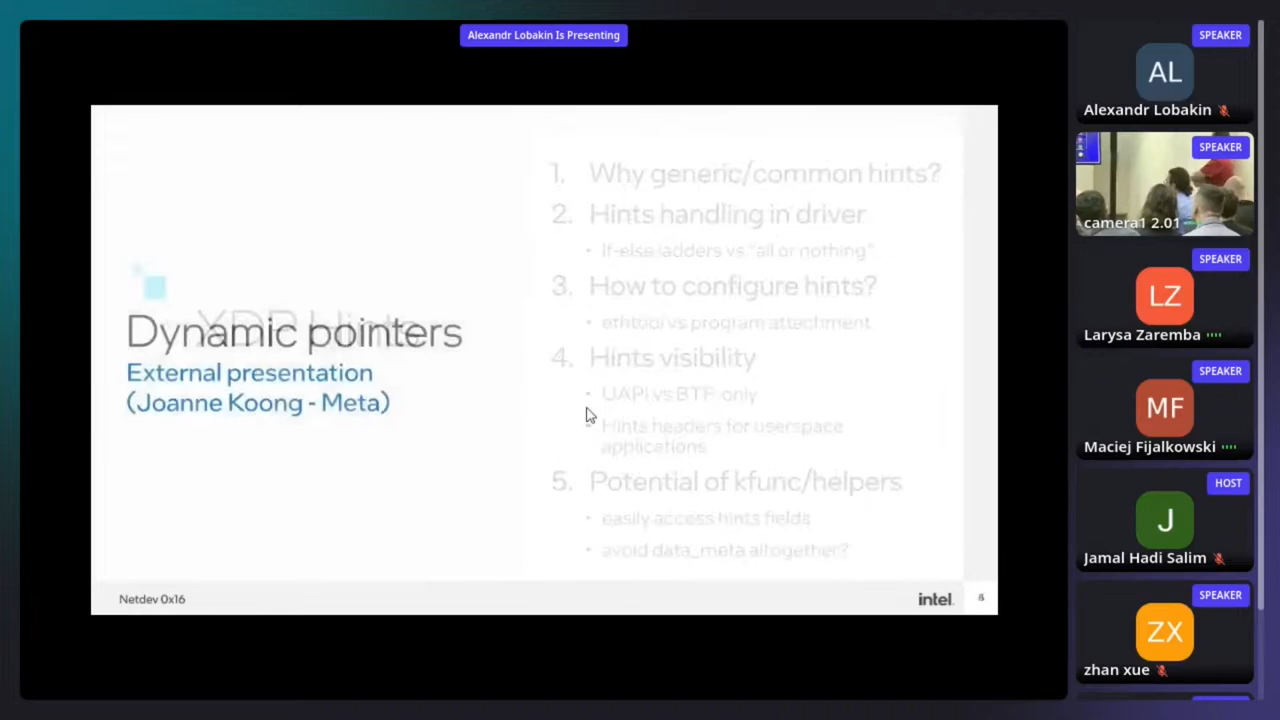 Alexandr Lobakin Is Presenting
XDP Hints
Dynamic pointers
External presentation
(Joanne Koong - Meta)
1. Why generic/common hints?
2. Hints handling in driver
• If-else ladders vs "all or nothing"
3. How to configure hints?
• ethtool vs program attachment
4. Hints visibility
• UAPI vs BTF-only
• Hints headers for userspace
applications
5. Potential of kfunc/helpers
• easily access hints fields
• avoid data_meta altogether?
Netdev 0x16
intel.
SPEAKER
AL
Alexandr Lobakin
SPEAKER
camera1 2.01
SPEAKER
LZ
Larysa Zaremba
SPEAKER
MF
Maciej Fijalkowski
HOST
J
Jamal Hadi Salim
SPEAKER
ZX
zhan xue